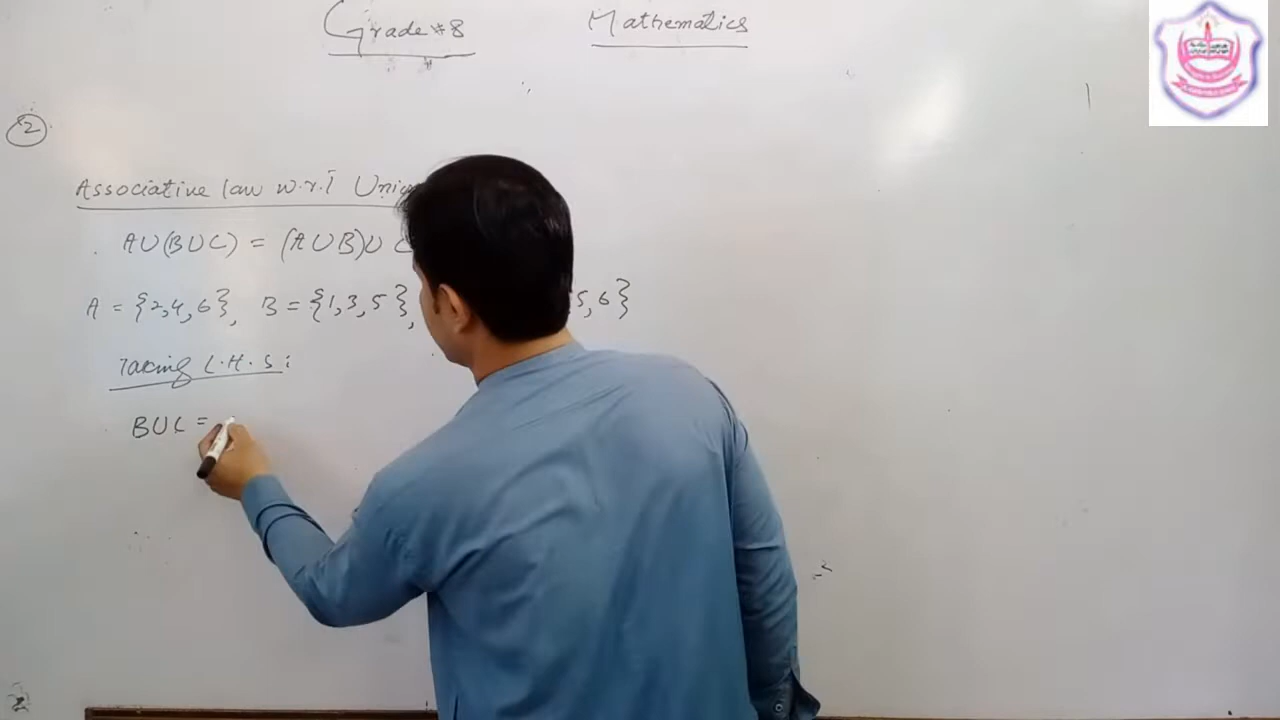 Grade # 8 Mathematics
2
Associative law w.r.t
AU(BUC) = (AUB)UC
A = {2,4,6}, B = {1,3,5}, 5,6}
Taking L.H.S:
BUC =